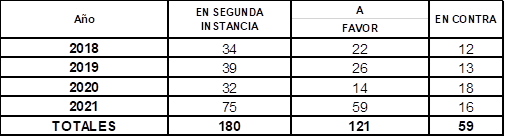 Año EN SEGUNDA INSTANCIA A FAVOR EN CONTRA
2018 34 22 12
2019 39 26 13
2020 32 14 18
2021 75 59 16
TOTALES 180 121 59